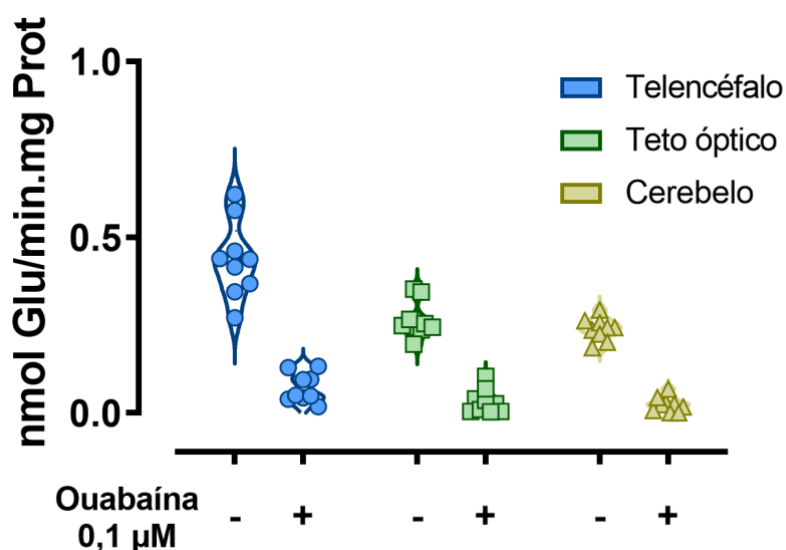 nmol Glu/min.mg Prot
1.0
0.5
0.0
Telencéfalo
Teto óptico
Cerebelo
Ouabaína
0,1 µM
- + - + - +